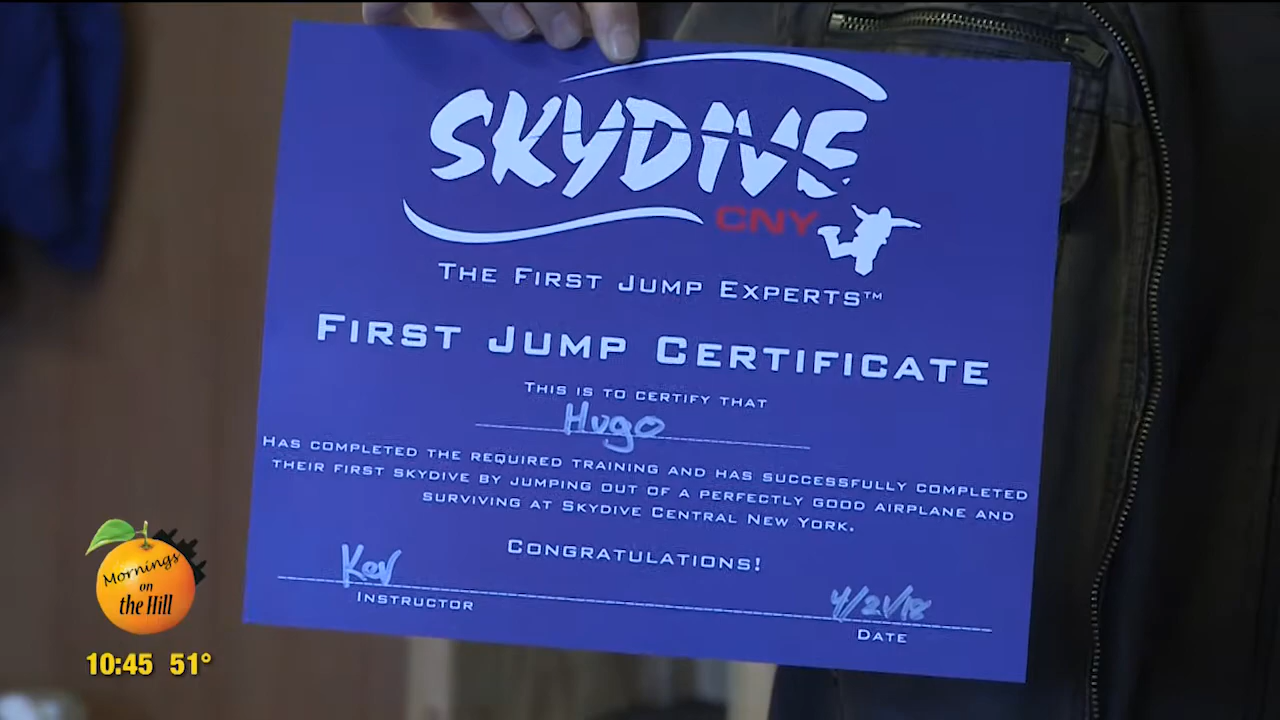 SKYDIVE
CNY
THE FIRST JUMP EXPERTS™
FIRST JUMP CERTIFICATE
THIS IS TO CERTIFY THAT
Hugo
HAS COMPLETED THE REQUIRED TRAINING AND HAS SUCCESSFULLY COMPLETED
THEIR FIRST SKYDIVE BY JUMPING OUT OF A PERFECTLY GOOD AIRPLANE AND
SURVIVING AT SKYDIVE CENTRAL NEW YORK.
CONGRATULATIONS!
Kev
4/21/18
INSTRUCTOR
DATE
Mornings
on
the Hill
10:45 51°